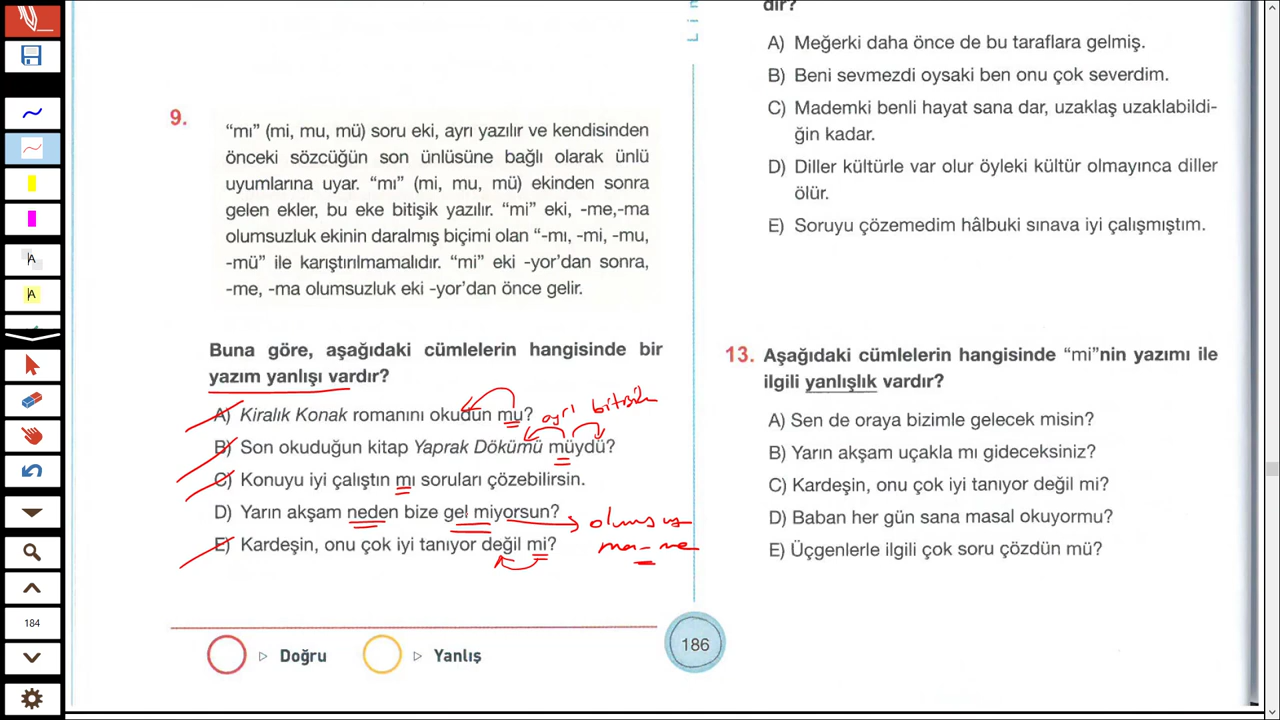 9.
"mı" (mi, mu, mü) soru eki, ayrı yazılır ve kendisinden
önceki sözcüğün son ünlüsüne bağlı olarak ünlü
uyumlarına uyar. "mı" (mi, mu, mü) ekinden sonra
gelen ekler, bu eke bitişik yazılır. "mi" eki, -me,-ma
olumsuzluk ekinin daralmış biçimi olan "-mı, -mi, -mu,
-mü" ile karıştırılmamalıdır. "mi" eki -yor'dan sonra,
-me, -ma olumsuzluk eki -yor'dan önce gelir.
Buna göre, aşağıdaki cümlelerin hangisinde bir
yazım yanlışı vardır?
A) Kiralık Konak romanını okudun mu?
ayrı bitişik
B) Son okuduğun kitap Yaprak Dökümü müydü?
C) Konuyu iyi çalıştın mı soruları çözebilirsin.
D) Yarın akşam neden bize gel miyorsun?
olumsuz
E) Kardeşin, onu çok iyi tanıyor değil mi?
ma - me
Doğru
Yanlış
186
dir?
A) Meğerki daha önce de bu taraflara gelmiş.
B) Beni sevmezdi oysaki ben onu çok severdim.
C) Mademki benli hayat sana dar, uzaklaş uzaklabildi-
ğin kadar.
D) Diller kültürle var olur öyleki kültür olmayınca diller
ölür.
E) Soruyu çözemedim hâlbuki sınava iyi çalışmıştım.
13. Aşağıdaki cümlelerin hangisinde "mi"nin yazımı ile
ilgili yanlışlık vardır?
A) Sen de oraya bizimle gelecek misin?
B) Yarın akşam uçakla mı gideceksiniz?
C) Kardeşin, onu çok iyi tanıyor değil mi?
D) Baban her gün sana masal okuyormu?
E) Üçgenlerle ilgili çok soru çözdün mü?
A
A
184